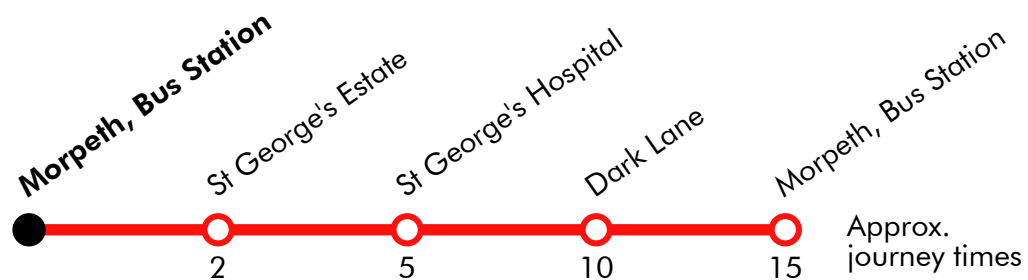 Morpeth, Bus Station
St George's Estate
St George's Hospital
Dark Lane
Morpeth, Bus Station
2
5
10
15
Approx.
journey times